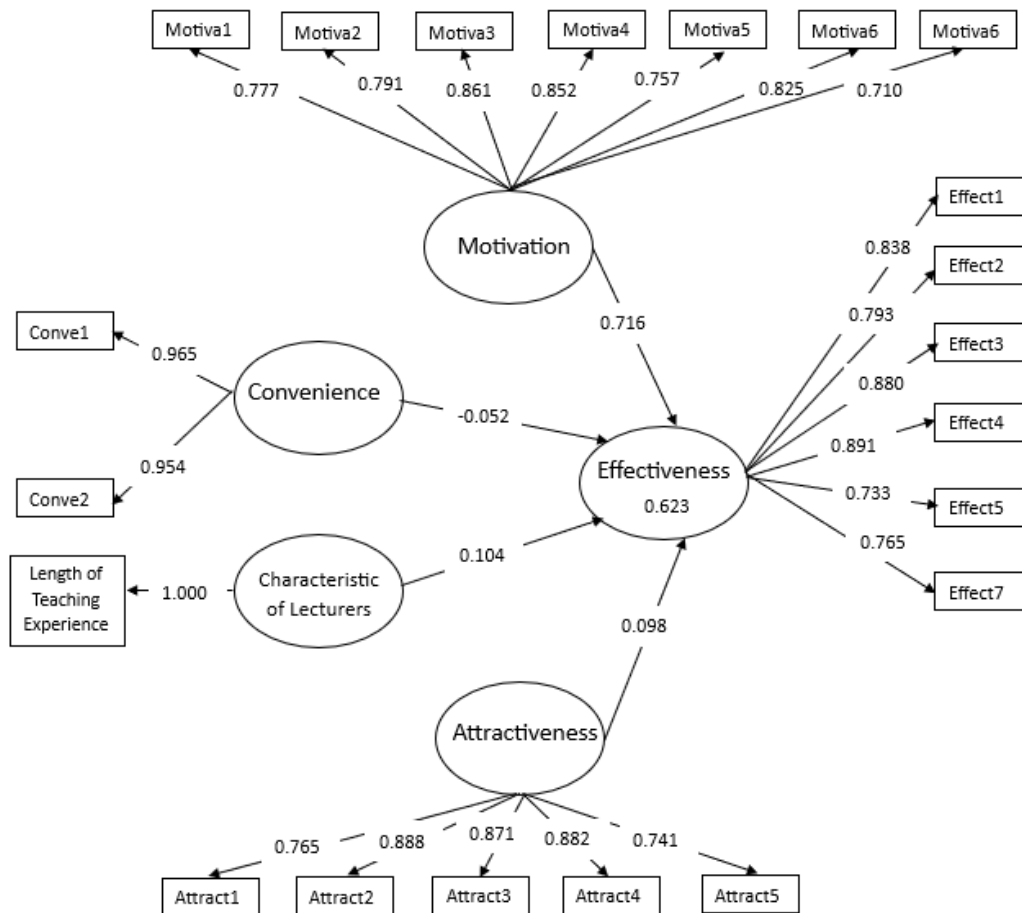 Motiva1
Motiva2
Motiva3
Motiva4
Motiva5
Motiva6
Motiva6
0.777
0.791
0.861
0.852
0.757
0.825
0.710
Motivation
Effect1
0.838
Effect2
0.793
0.716
Conve1
0.965
Effect3
0.880
Convenience
-0.052
Effect4
0.891
0.954
Effectiveness
0.623
Conve2
0.733
Effect5
0.765
0.104
Length of
Teaching
Experience
1.000
Characteristic
of Lecturers
Effect7
0.098
Attractiveness
0.765
0.888
0.871
0.882
0.741
Attract1
Attract2
Attract3
Attract4
Attract5